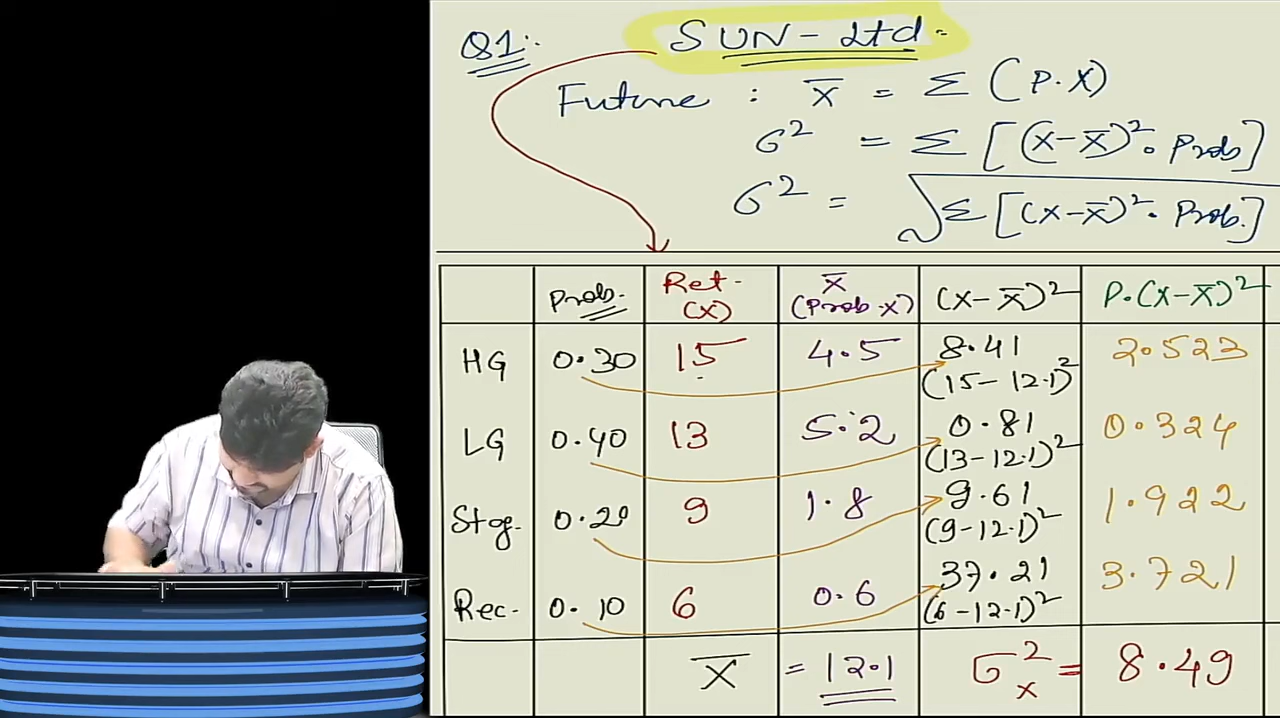 Q1:
SUN-Ltd.
Future : x̄ = Σ (P.X)
σ² = Σ [(x-x̄)². Prob]
σ² = √Σ [(x-x̄)². Prob.]
Prob. Ret. (x) x̄ (Prob.x) (x-x̄)² P.(x-x̄)²
HG 0.30 15 4.5 8.41 2.523
(15-12.1)²
LG 0.40 13 5.2 0.81 0.324
(13-12.1)²
Stag. 0.20 9 1.8 9.61 1.922
(9-12.1)²
Rec. 0.10 6 0.6 37.21 3.721
(6-12.1)²
x̄ = 12.1 σ²x = 8.49